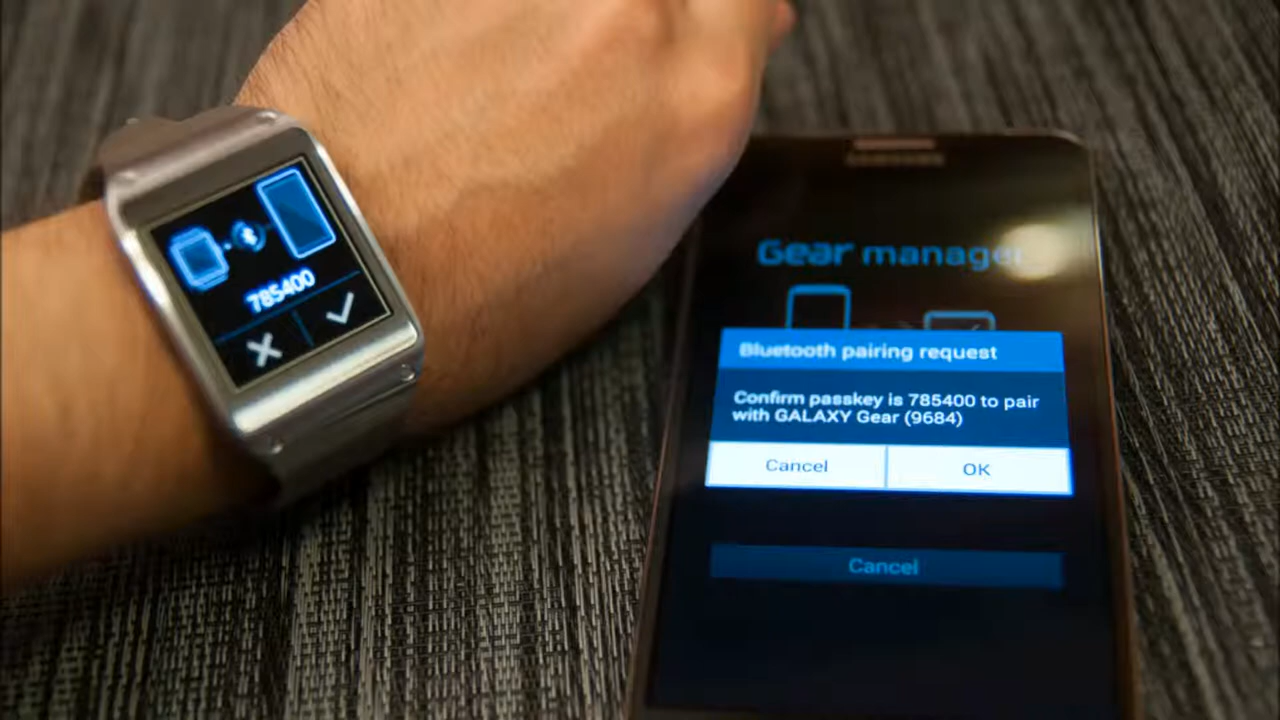 785400
Gear manager
Bluetooth pairing request
Confirm passkey is 785400 to pair
with GALAXY Gear (9684)
Cancel
OK
Cancel